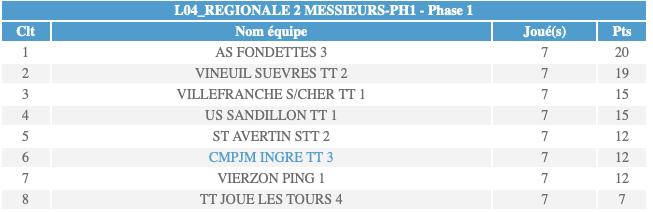 L04_REGIONALE 2 MESSIEURS-PH1 - Phase 1
Clt Nom équipe Joué(s) Pts
1 AS FONDETTES 3 7 20
2 VINEUIL SUEVRES TT 2 7 19
3 VILLEFRANCHE S/CHER TT 1 7 15
4 US SANDILLON TT 1 7 15
5 ST AVERTIN STT 2 7 12
6 CMPJM INGRE TT 3 7 12
7 VIERZON PING 1 7 12
8 TT JOUE LES TOURS 4 7 7